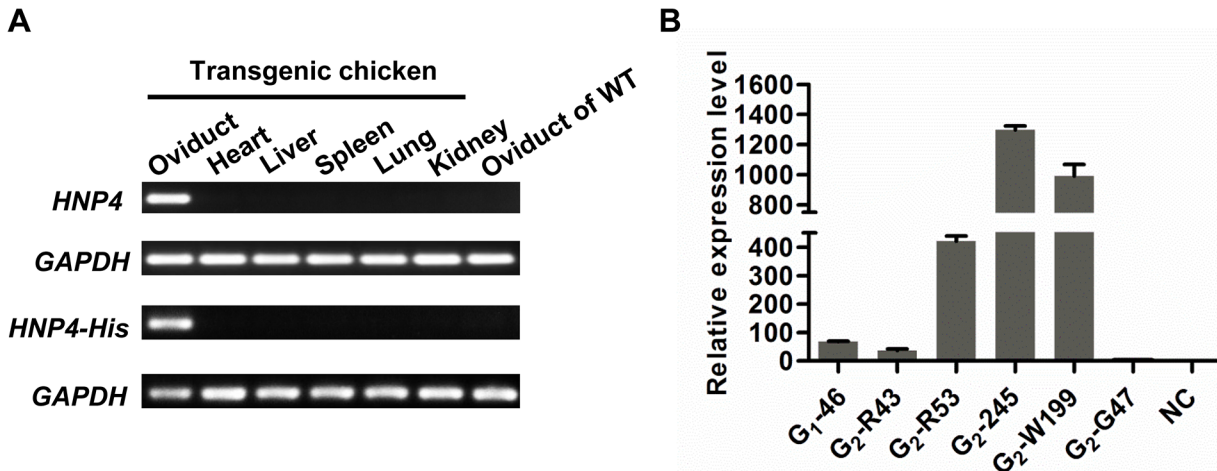 A
Transgenic chicken
Oviduct
Heart
Liver
Spleen
Lung
Kidney
Oviduct of WT
HNP4
GAPDH
HNP4-His
GAPDH
B
Relative expression level
1600
1400
1200
1000
800
400
300
200
100
0
G₁-46
G₂-R43
G₂-R53
G₂-245
G₂-W199
G₂-G47
NC